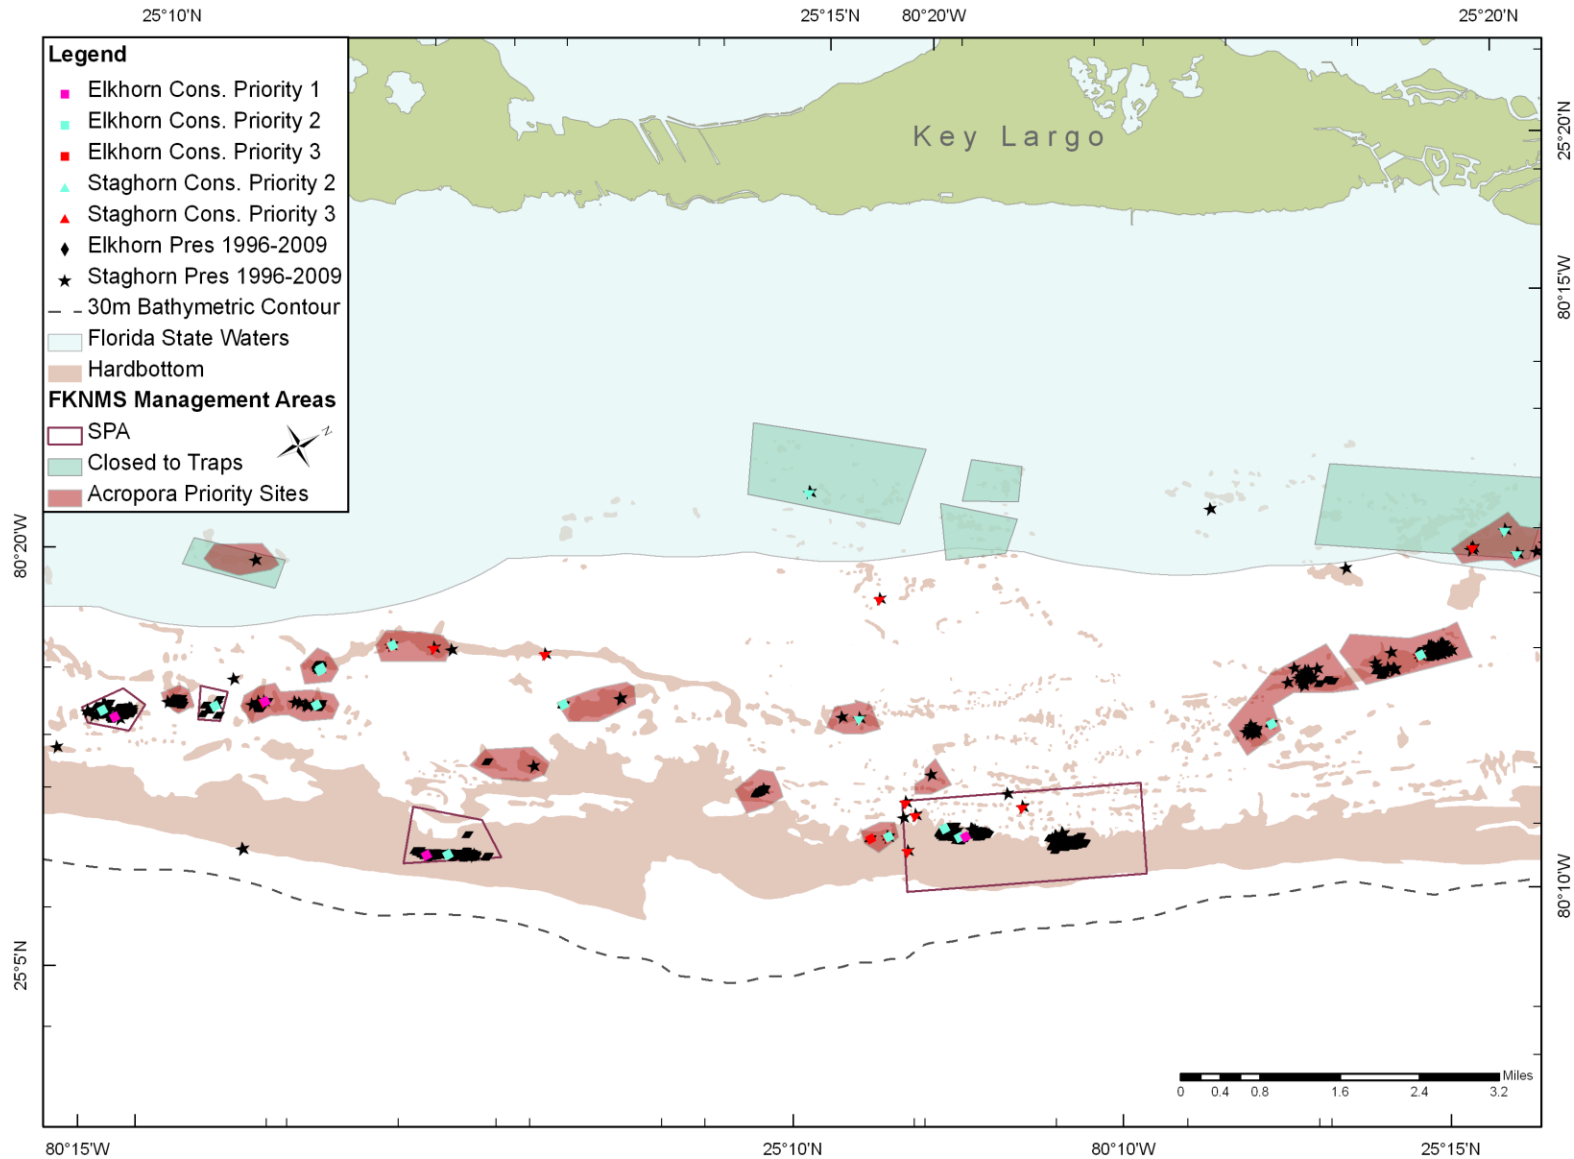 25°10'N
25°15'N
80°20'W
25°20'N
Legend
Elkhorn Cons. Priority 1
Elkhorn Cons. Priority 2
Elkhorn Cons. Priority 3
Staghorn Cons. Priority 2
Staghorn Cons. Priority 3
Elkhorn Pres 1996-2009
Staghorn Pres 1996-2009
30m Bathymetric Contour
Florida State Waters
Hardbottom
FKNMS Management Areas
SPA
Closed to Traps
Acropora Priority Sites
N
Key Largo
25°20'N
80°15'W
80°20'W
80°10'W
25°5'N
Miles
0 0.4 0.8 1.6 2.4 3.2
80°15'W
25°10'N
80°10'W
25°15'N